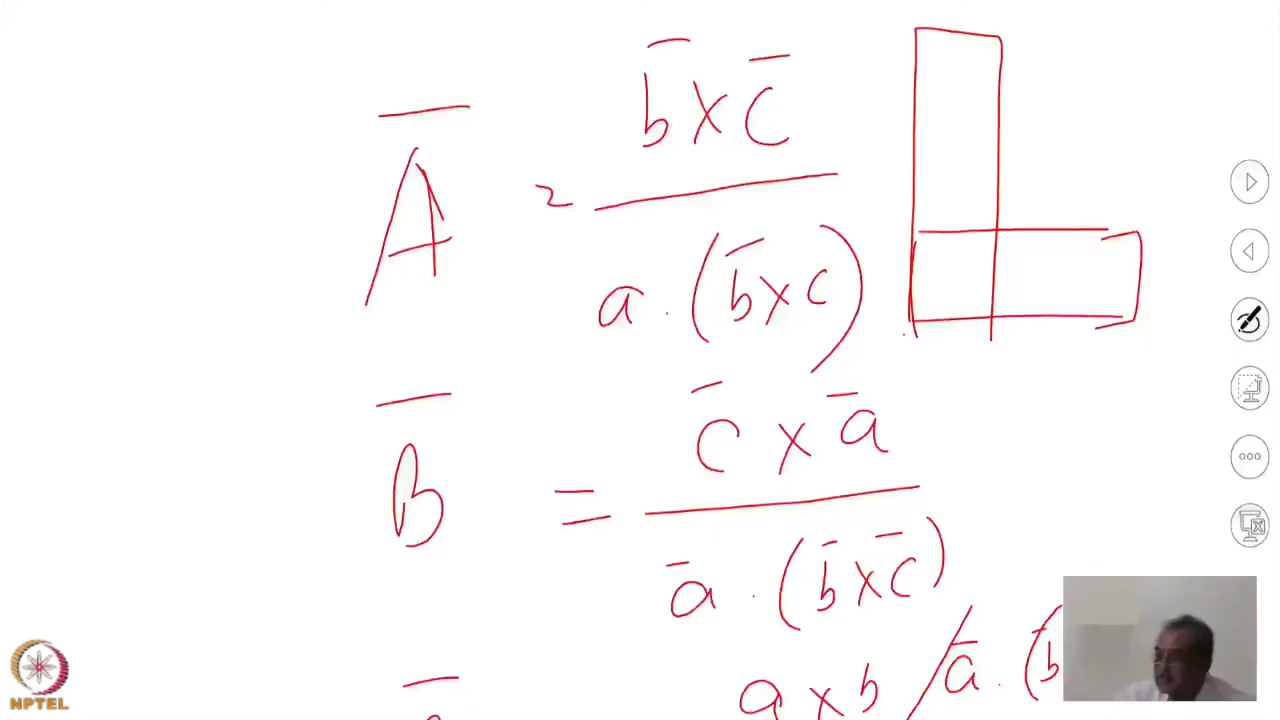 A̅ = b̅ × c̅ / a . (b̅ × c)
B̅ = c̅ × a̅ / a̅ . (b̅ × c̅)
a × b / a̅ . (b
NPTEL